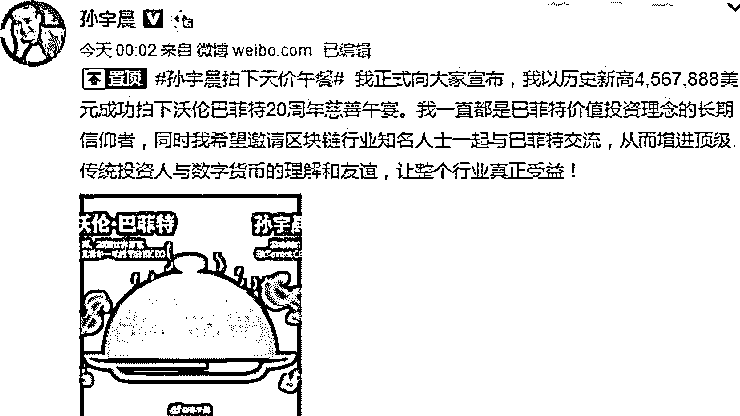 孙宇晨
今天 00:02 来自 微博 weibo.com 已编辑
置顶 #孙宇晨拍下天价午餐# 我正式向大家宣布，我以历史新高4,567,888美
元成功拍下沃伦巴菲特20周年慈善午宴。我一直都是巴菲特价值投资理念的长期
信仰者，同时我希望邀请区块链行业知名人士一起与巴菲特交流，从而增进顶级
传统投资人与数字货币的理解和友谊，让整个行业真正受益！
沃伦·巴菲特
孙宇晨